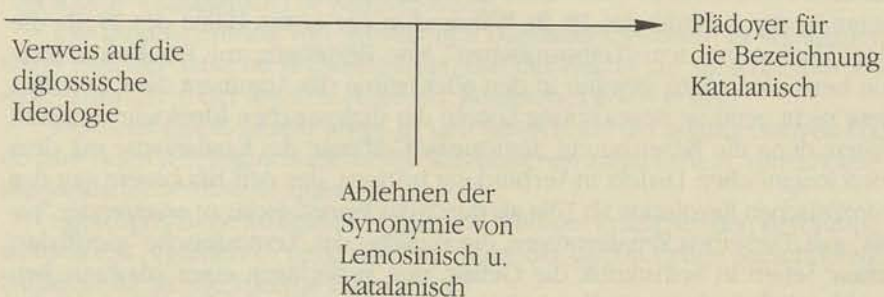 Verweis auf die
diglossische
Ideologie
Plädoyer für
die Bezeichnung
Katalanisch
Ablehnen der
Synonymie von
Lemosinisch u.
Katalanisch